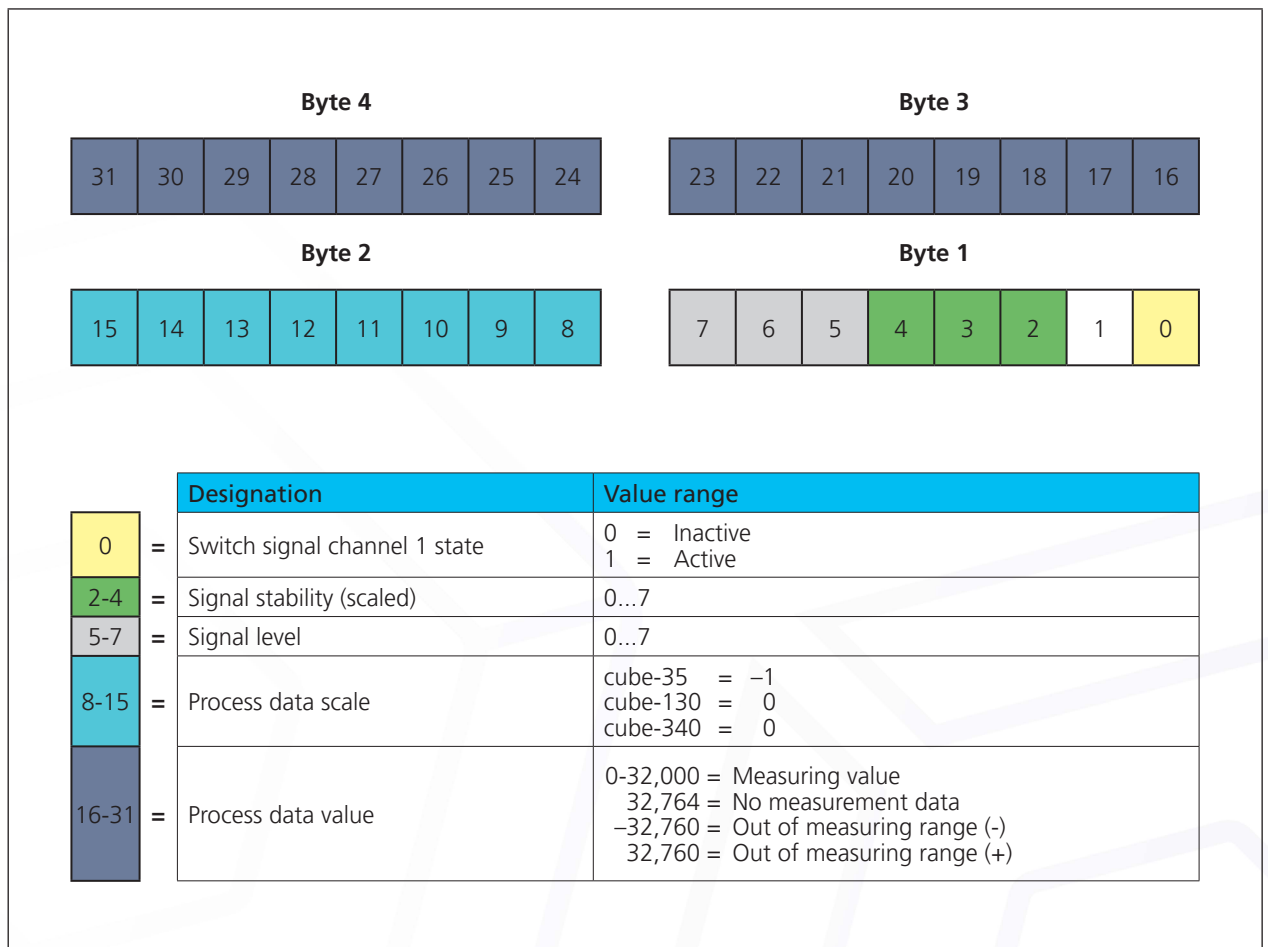 Byte 4 Byte 3
31 30 29 28 27 26 25 24 23 22 21 20 19 18 17 16
Byte 2 Byte 1
15 14 13 12 11 10 9 8 7 6 5 4 3 2 1 0
Designation Value range
0 = Switch signal channel 1 state 0 = Inactive
1 = Active
2-4 = Signal stability (scaled) 0...7
5-7 = Signal level 0...7
8-15 = Process data scale cube-35 = –1
cube-130 = 0
cube-340 = 0
16-31 = Process data value 0-32,000 = Measuring value
32,764 = No measurement data
–32,760 = Out of measuring range (-)
32,760 = Out of measuring range (+)